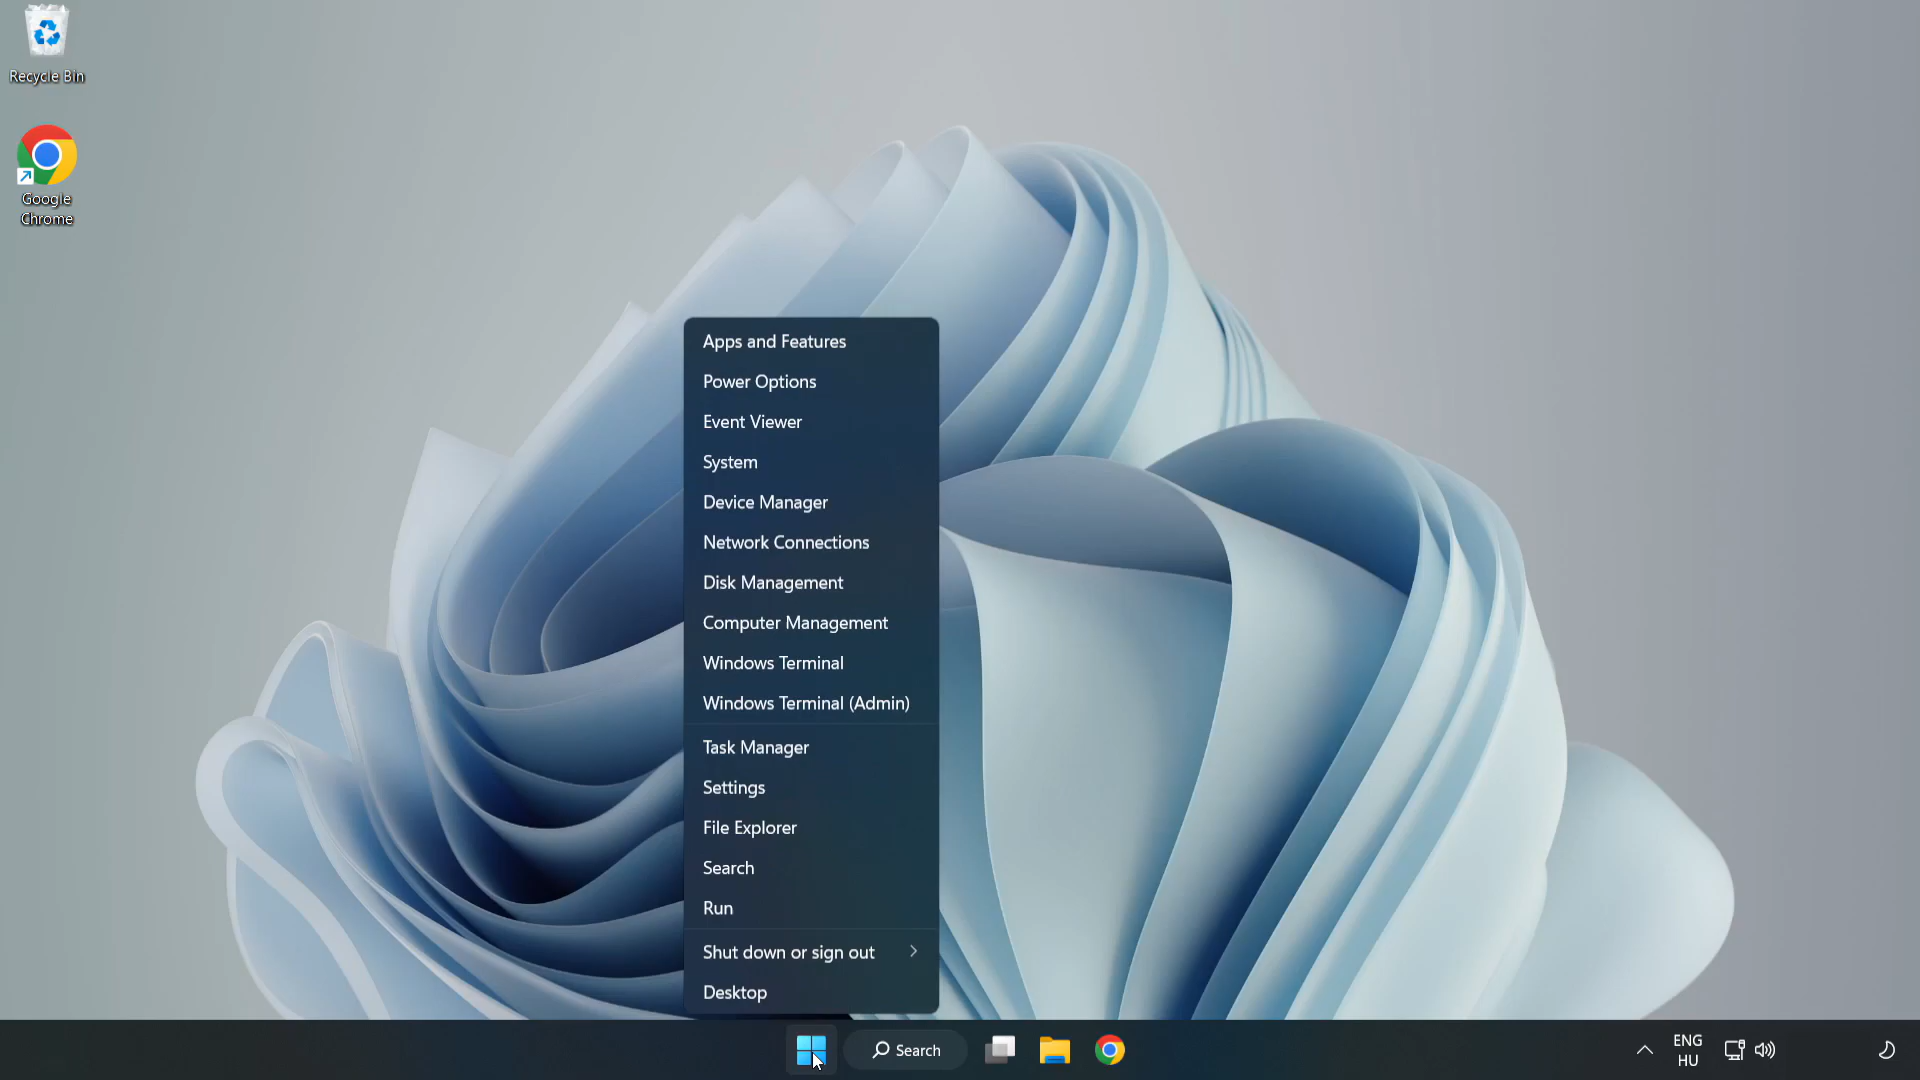 Recycle Bin
Google
Chrome
Apps and Features
Power Options
Event Viewer
System
Device Manager
Network Connections
Disk Management
Computer Management
Windows Terminal
Windows Terminal (Admin)
Task Manager
Settings
File Explorer
Search
Run
Shut down or sign out
Desktop
Search
ENG
HU